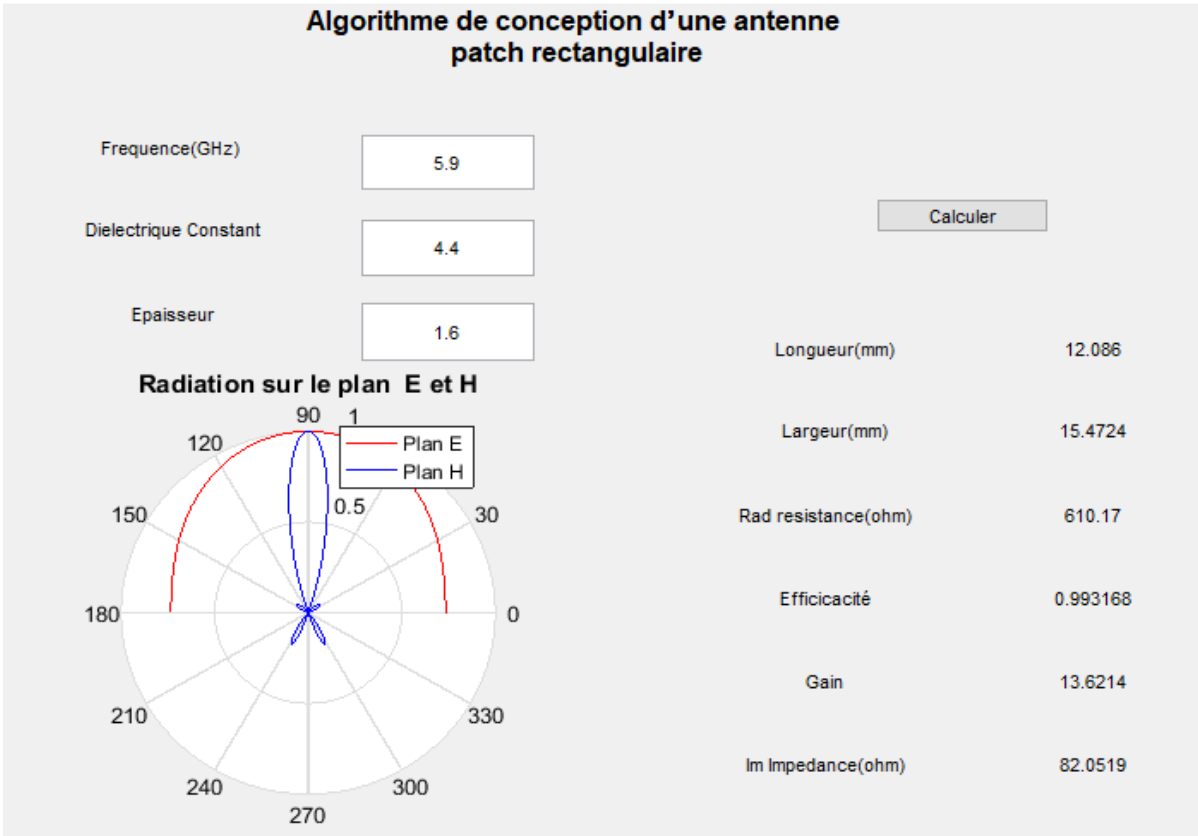 Algorithme de conception d'une antenne
patch rectangulaire
Frequence(GHz)
5.9
Calculer
Dielectrique Constant
4.4
Epaisseur
1.6
Longueur(mm) 12.086
Largeur(mm) 15.4724
Rad resistance(ohm) 610.17
Efficicacité 0.993168
Gain 13.6214
Im Impedance(ohm) 82.0519
Radiation sur le plan E et H
90 1
120
Plan E
Plan H
0.5
150 30
180 0
210 330
240 300
270